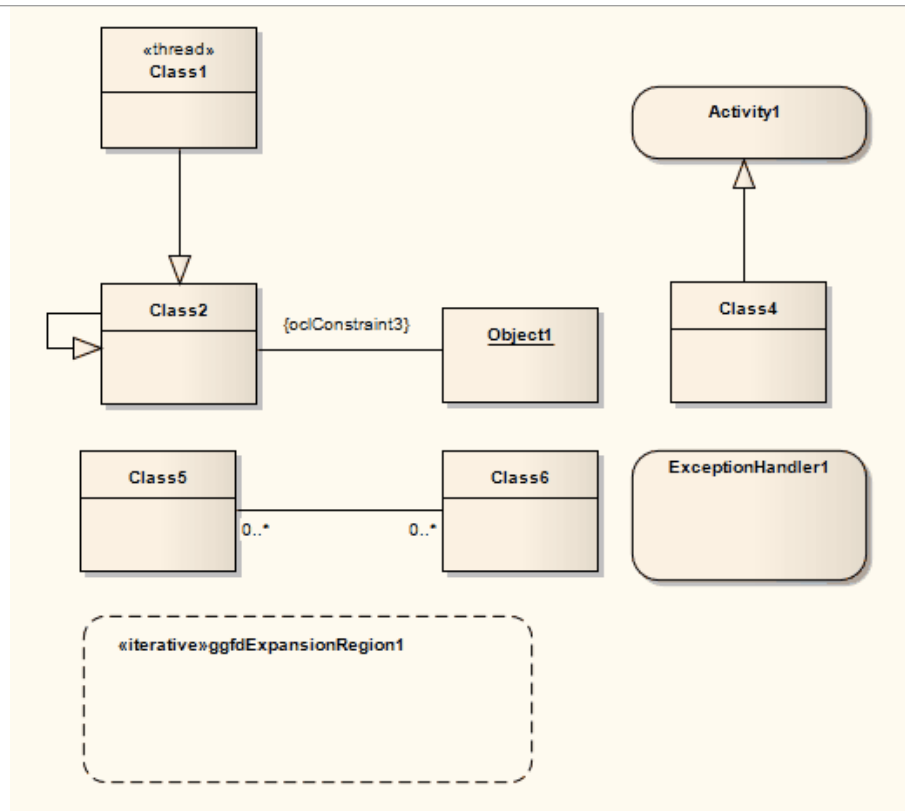 «thread»
Class1
Activity1
Class2
{oclConstraint3}
Object1
Class4
Class5
Class6
ExceptionHandler1
0..*
0..*
«iterative»ggfdExpansionRegion1